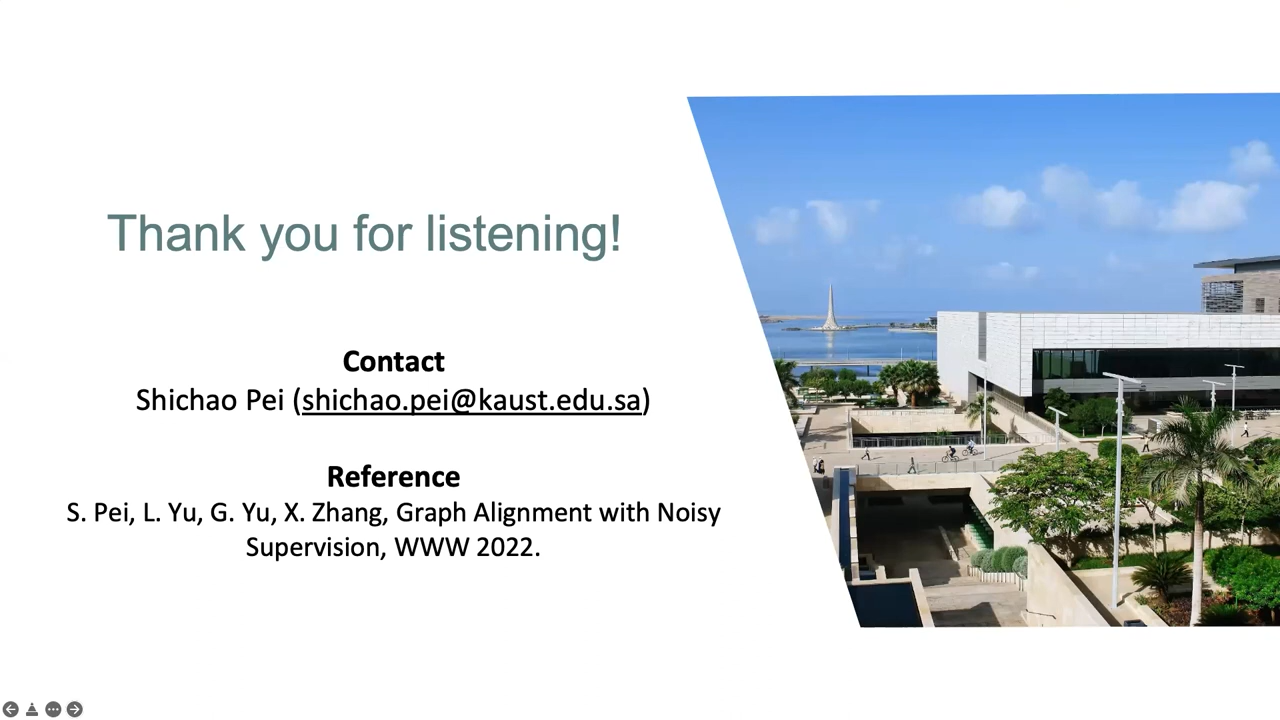 Thank you for listening!
Contact
Shichao Pei (shichao.pei@kaust.edu.sa)
Reference
S. Pei, L. Yu, G. Yu, X. Zhang, Graph Alignment with Noisy
Supervision, WWW 2022.